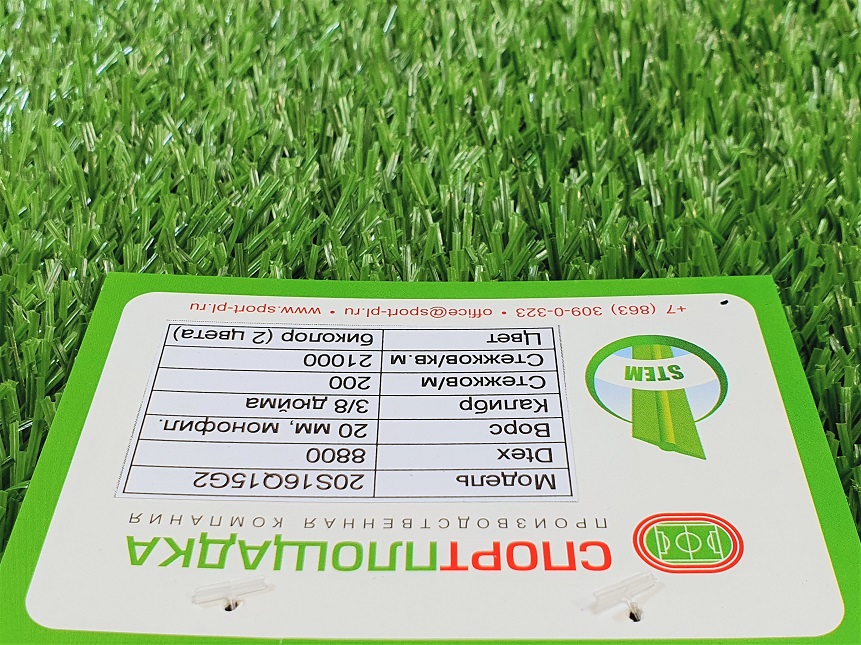 СПОРТПЛОЩАДКА
ПРОИЗВОДСТВЕННАЯ КОМПАНИЯ
Модель 20S16Q15G2
Dtex 8800
Ворс 20 мм, монофил.
Калибр 3/8 дюйма
Стежков/м 200
Стежков/кв.м 21000
Цвет биколор (2 цвета)
STEM
+7 (863) 309-0-323 • office@sport-pl.ru • www.sport-pl.ru